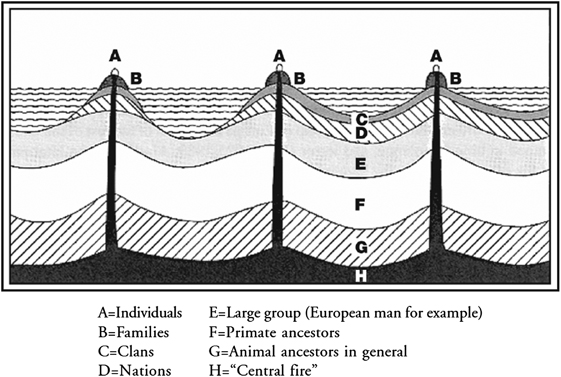 A A A
B B B
C
D
E
F
G
H
A=Individuals E=Large group (European man for example)
B=Families F=Primate ancestors
C=Clans G=Animal ancestors in general
D=Nations H=“Central fire”